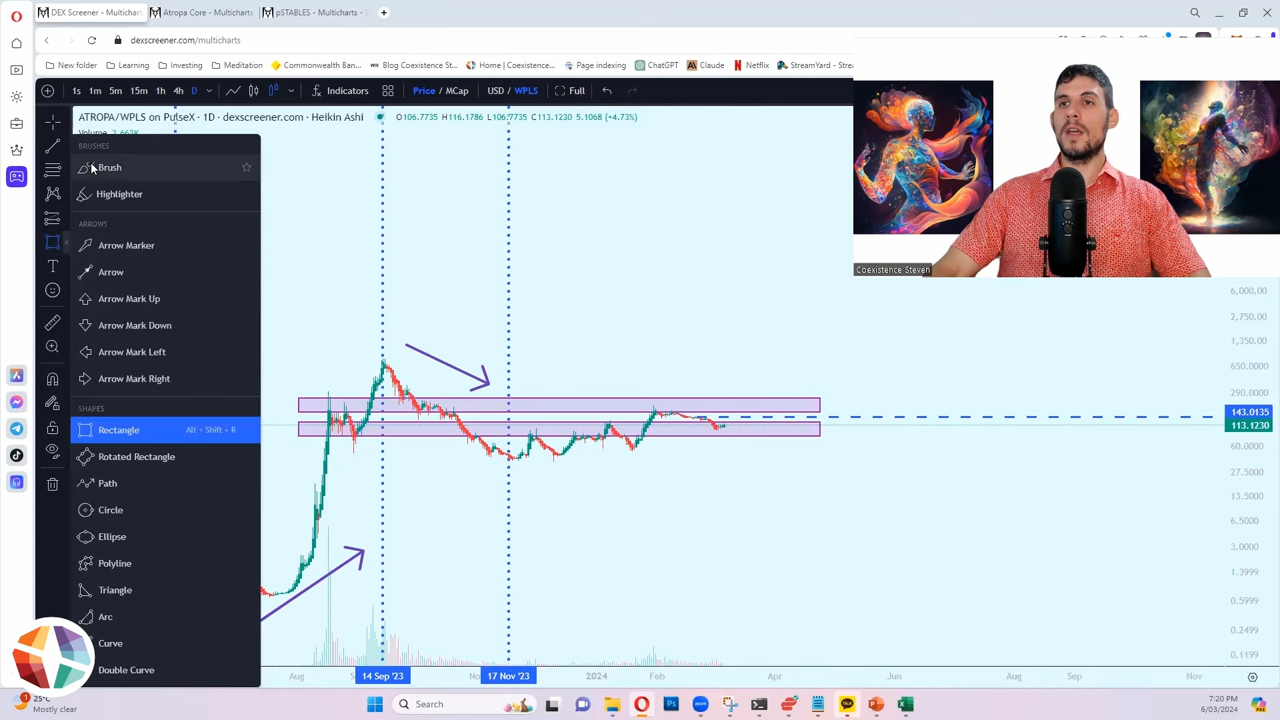 DEX Screener - Multichar
Atropa Core - Multicharts
pSTABLES - Multicharts - D
dexscreener.com/multicharts
New folder
Learning
Investing
Meditation
Commonwealth Ban...
Blog Coexistence St...
Home | Coexistence...
Page indexing
ChatGPT
Claude
Netflix
StreamYard - Strea
1s 1m 5m 15m 1h 4h D
Indicators
Price / MCap
USD / WPLS
Full
ATROPA/WPLS on PulseX · 1D · dexscreener.com · Heikin Ashi
O106.7735 H116.1786 L106.7735 C113.1230 5.1068 (+4.73%)
Volume 2.663K
BRUSHES
Brush
Highlighter
ARROWS
Arrow Marker
Arrow
Arrow Mark Up
Arrow Mark Down
Arrow Mark Left
Arrow Mark Right
SHAPES
Rectangle Alt + Shift + R
Rotated Rectangle
Path
Circle
Ellipse
Polyline
Triangle
Arc
Curve
Double Curve
Coexistence Steven
6,000.00
2,750.00
1,350.00
650.0000
290.0000
143.0135
113.1230
60.0000
27.5000
13.5000
6.5000
3.0000
1.3999
0.5999
0.2499
0.1199
Aug
14 Sep '23
17 Nov '23
2024
Feb
Apr
Jun
Aug
Sep
Nov
25°C
Mostly clear
Search
7:20 PM
6/03/2024